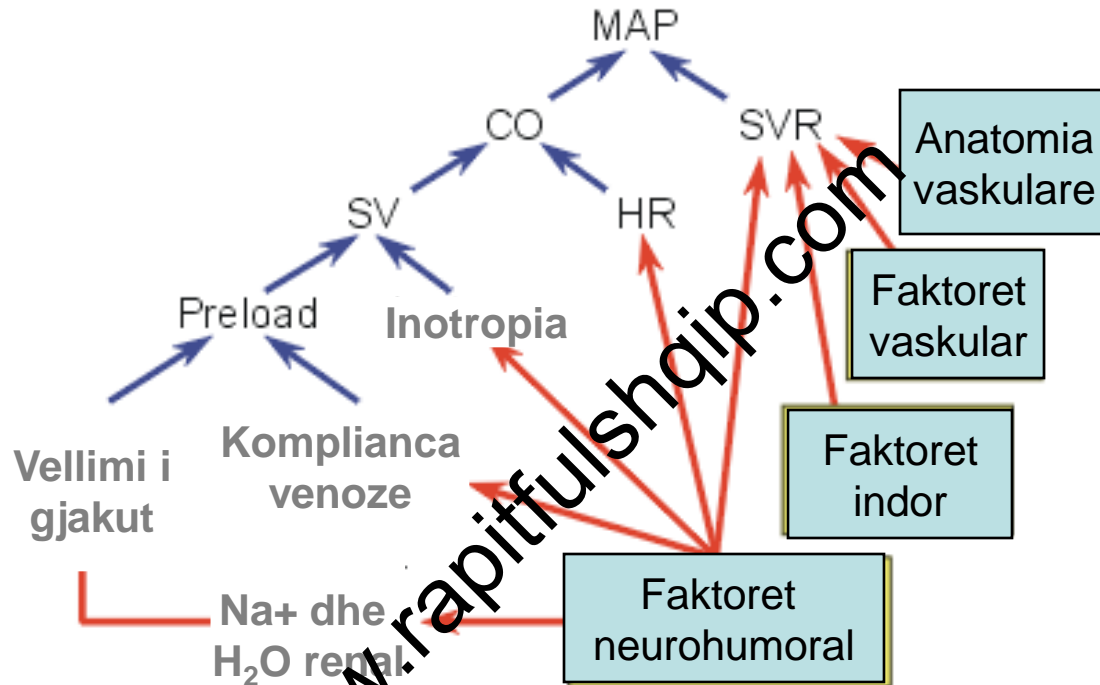 MAP
CO
SVR
Anatomia
vaskulare
SV
HR
Faktoret
vaskular
Preload
Inotropia
Faktoret
indor
Komplianca
venoze
Vellimi i
gjakut
Faktoret
neurohumoral
Na+ dhe
H₂O renal
w.rapitfulshqip.com